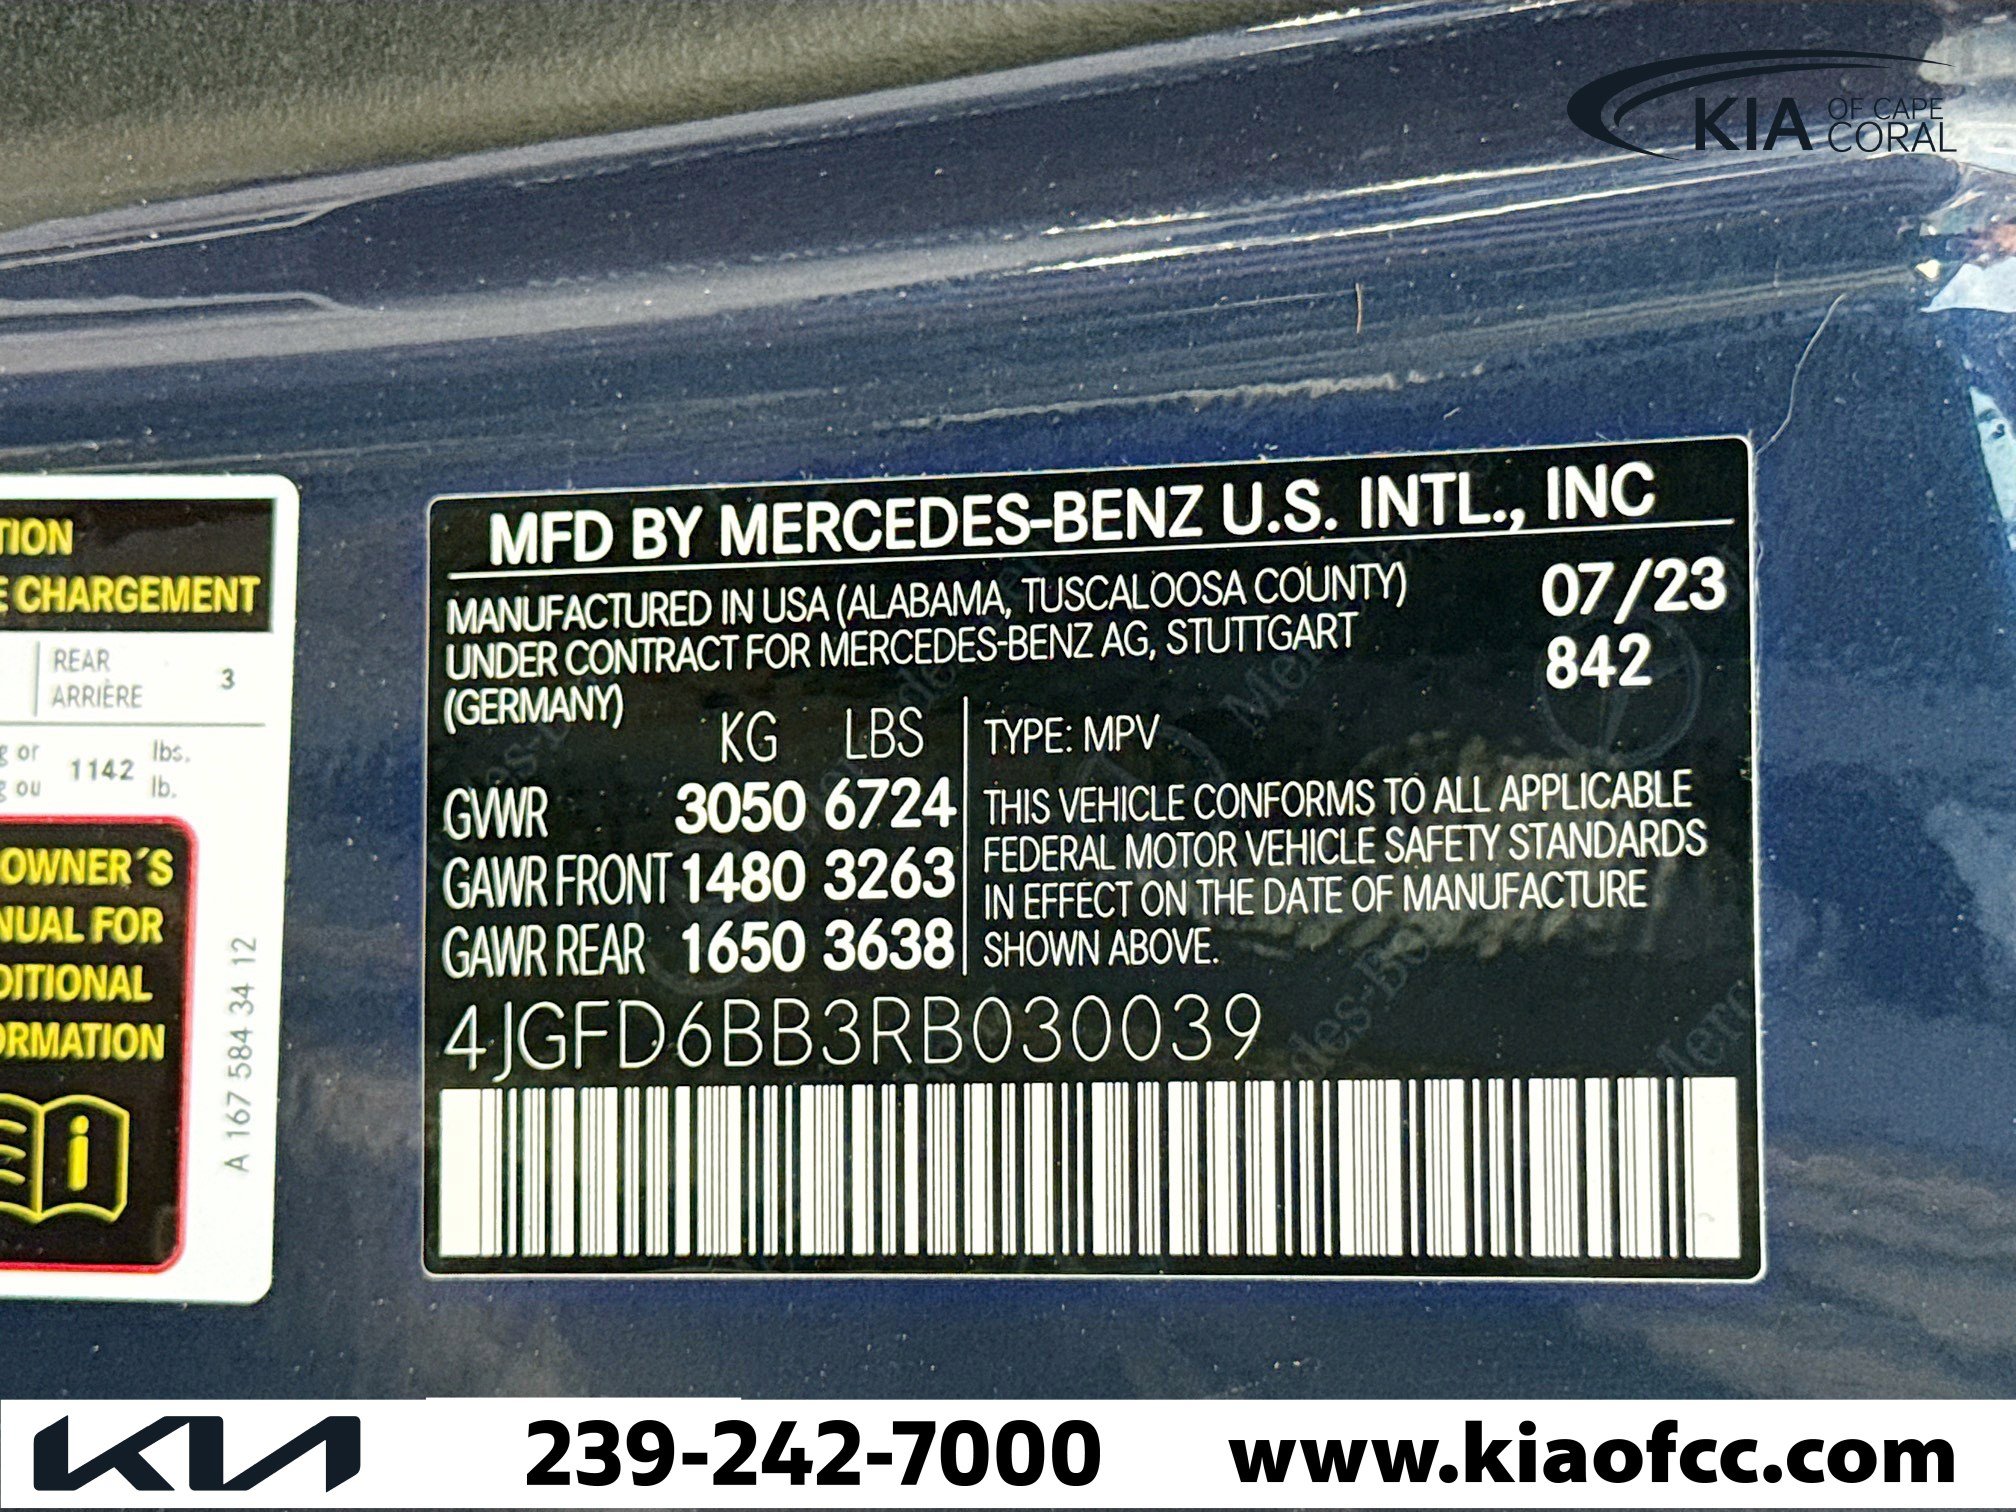 KIA OF CAPE CORAL
TION
E CHARGEMENT
REAR
ARRIÈRE 3
g or 1142 lbs.
g ou lb.
OWNER´S
NUAL FOR
DITIONAL
ORMATION
i
A 167 584 34 12
MFD BY MERCEDES-BENZ U.S. INTL., INC
MANUFACTURED IN USA (ALABAMA, TUSCALOOSA COUNTY) 07/23
UNDER CONTRACT FOR MERCEDES-BENZ AG, STUTTGART 842
(GERMANY)
KG LBS
GVWR 3050 6724
GAWR FRONT 1480 3263
GAWR REAR 1650 3638
TYPE: MPV
THIS VEHICLE CONFORMS TO ALL APPLICABLE
FEDERAL MOTOR VEHICLE SAFETY STANDARDS
IN EFFECT ON THE DATE OF MANUFACTURE
SHOWN ABOVE.
4JGFD6BB3RB030039
KIA 239-242-7000 www.kiaofcc.com